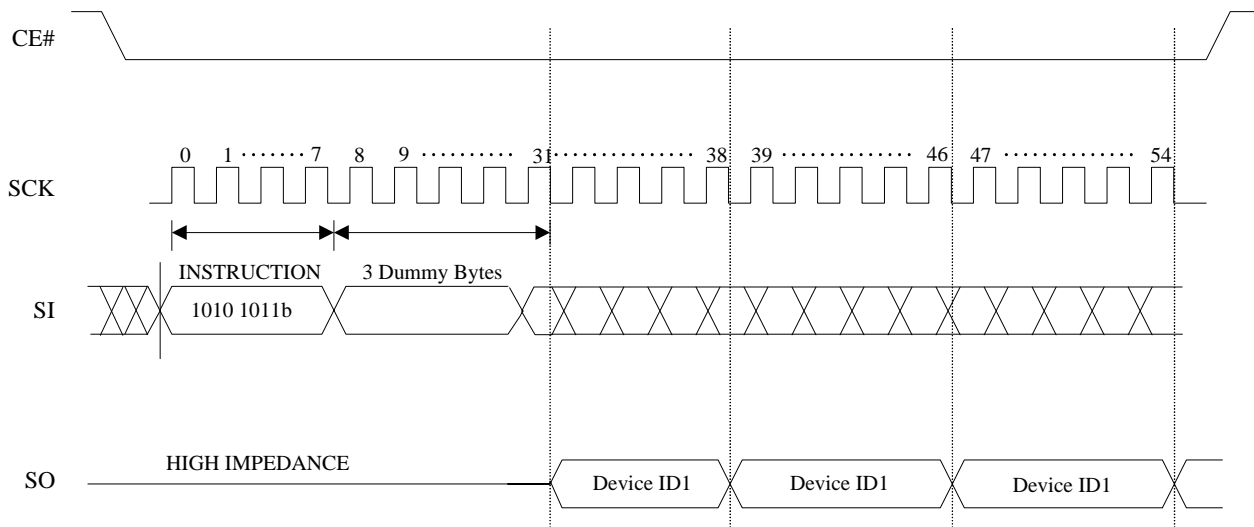 CE#
0 1 ······· 7 8 9 ·········· 31 ················ 38 39 ············ 46 47 ············ 54
SCK
INSTRUCTION 3 Dummy Bytes
SI 1010 1011b
HIGH IMPEDANCE
SO Device ID1 Device ID1 Device ID1